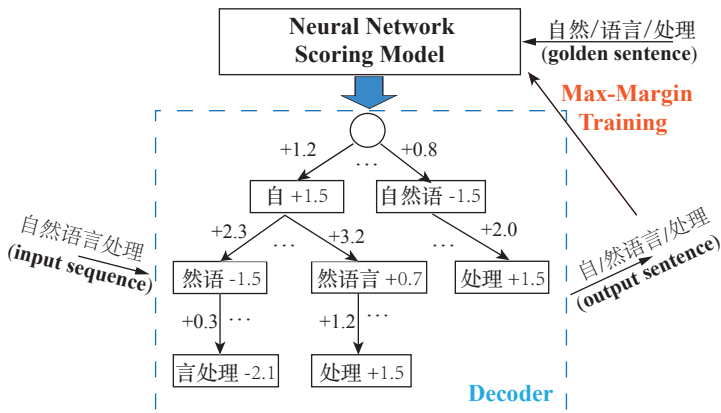 Neural Network
Scoring Model
自然/语言/处理
(golden sentence)
Max-Margin
Training
+1.2
...
+0.8
自 +1.5
自然语 -1.5
+2.3
...
+3.2
...
+2.0
自然语言处理
(input sequence)
然语 -1.5
然语言 +0.7
处理 +1.5
自/然语言/处理
(output sentence)
+0.3
...
+1.2
...
言处理 -2.1
处理 +1.5
Decoder